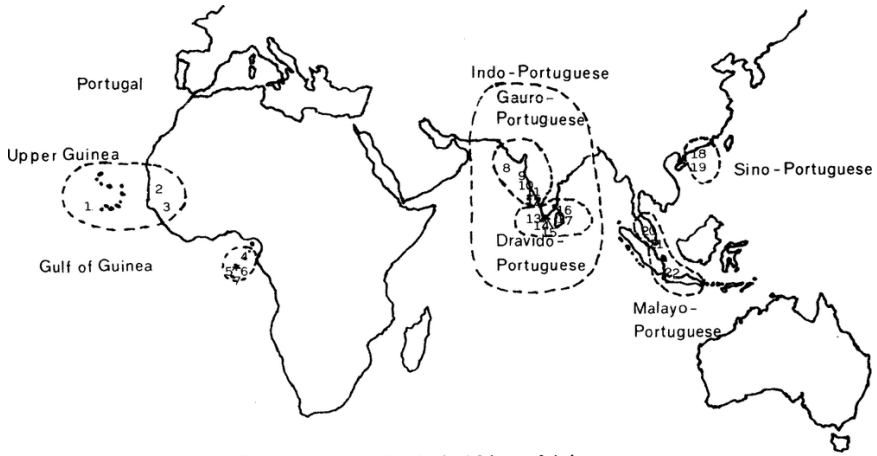 Portugal
Indo-Portuguese
Gauro-
Portuguese
Upper Guinea
1.
2
3
8
9
10
11
18
19
Sino-Portuguese
Gulf of Guinea
4
5
6
7
13
14
15
16
17
Dravido-
Portuguese
20
21
22
Malayo-
Portuguese